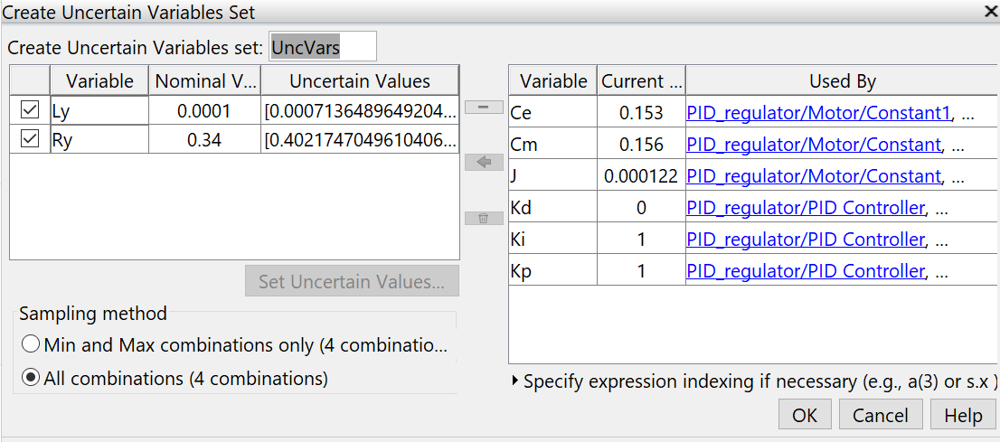 Create Uncertain Variables Set
Create Uncertain Variables set: UncVars
Variable Nominal V... Uncertain Values
Ly 0.0001 [0.0007136489649204...
Ry 0.34 [0.4021747049610406...
Set Uncertain Values...
Sampling method
Min and Max combinations only (4 combinatio...
All combinations (4 combinations)
Variable Current ... Used By
Ce 0.153 PID_regulator/Motor/Constant1, ...
Cm 0.156 PID_regulator/Motor/Constant, ...
J 0.000122 PID_regulator/Motor/Constant, ...
Kd 0 PID_regulator/PID Controller, ...
Ki 1 PID_regulator/PID Controller, ...
Kp 1 PID_regulator/PID Controller, ...
Specify expression indexing if necessary (e.g., a(3) or s.x )
OK Cancel Help